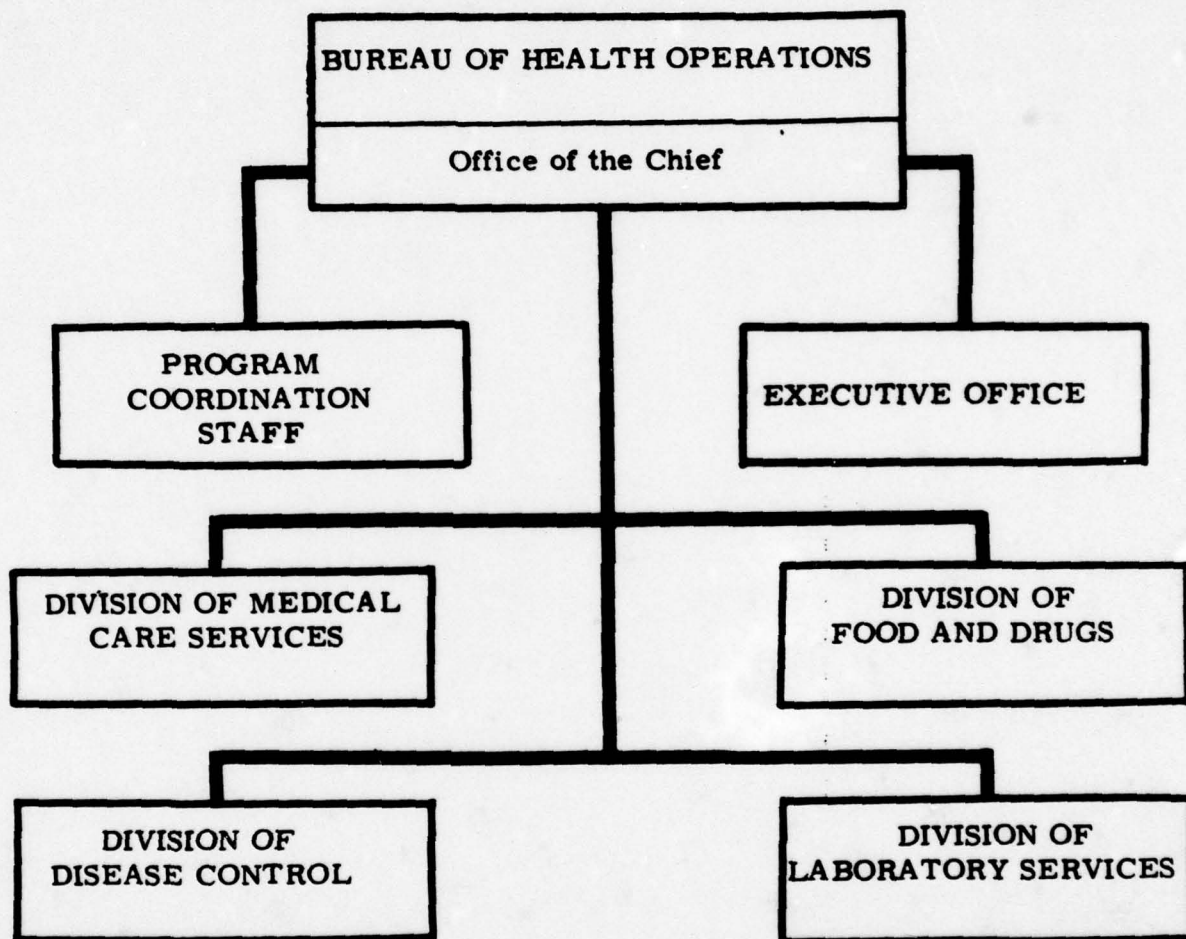 BUREAU OF HEALTH OPERATIONS
Office of the Chief
PROGRAM
COORDINATION
STAFF
EXECUTIVE OFFICE
DIVISION OF MEDICAL
CARE SERVICES
DIVISION OF
FOOD AND DRUGS
DIVISION OF
DISEASE CONTROL
DIVISION OF
LABORATORY SERVICES